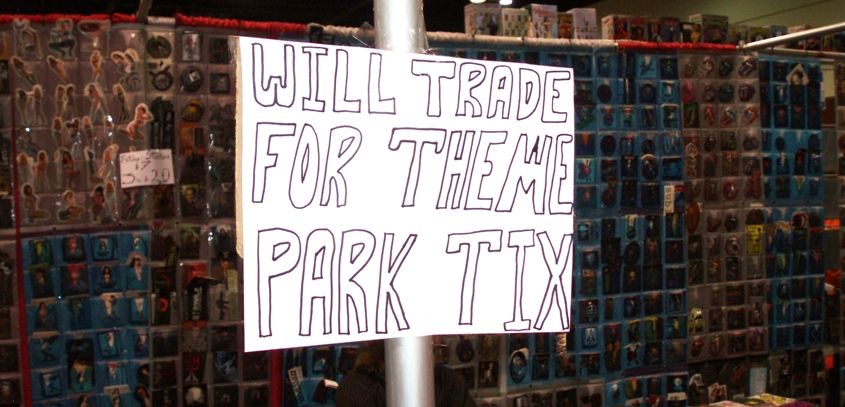 WILL TRADE
FOR THEME
PARK TIX